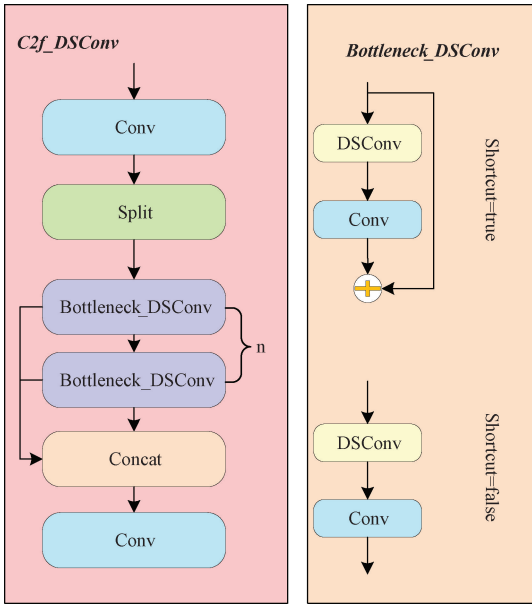 C2f_DSConv
Conv
Split
Bottleneck_DSConv
Bottleneck_DSConv
n
Concat
Conv
Bottleneck_DSConv
DSConv
Conv
Shortcut=true
DSConv
Conv
Shortcut=false